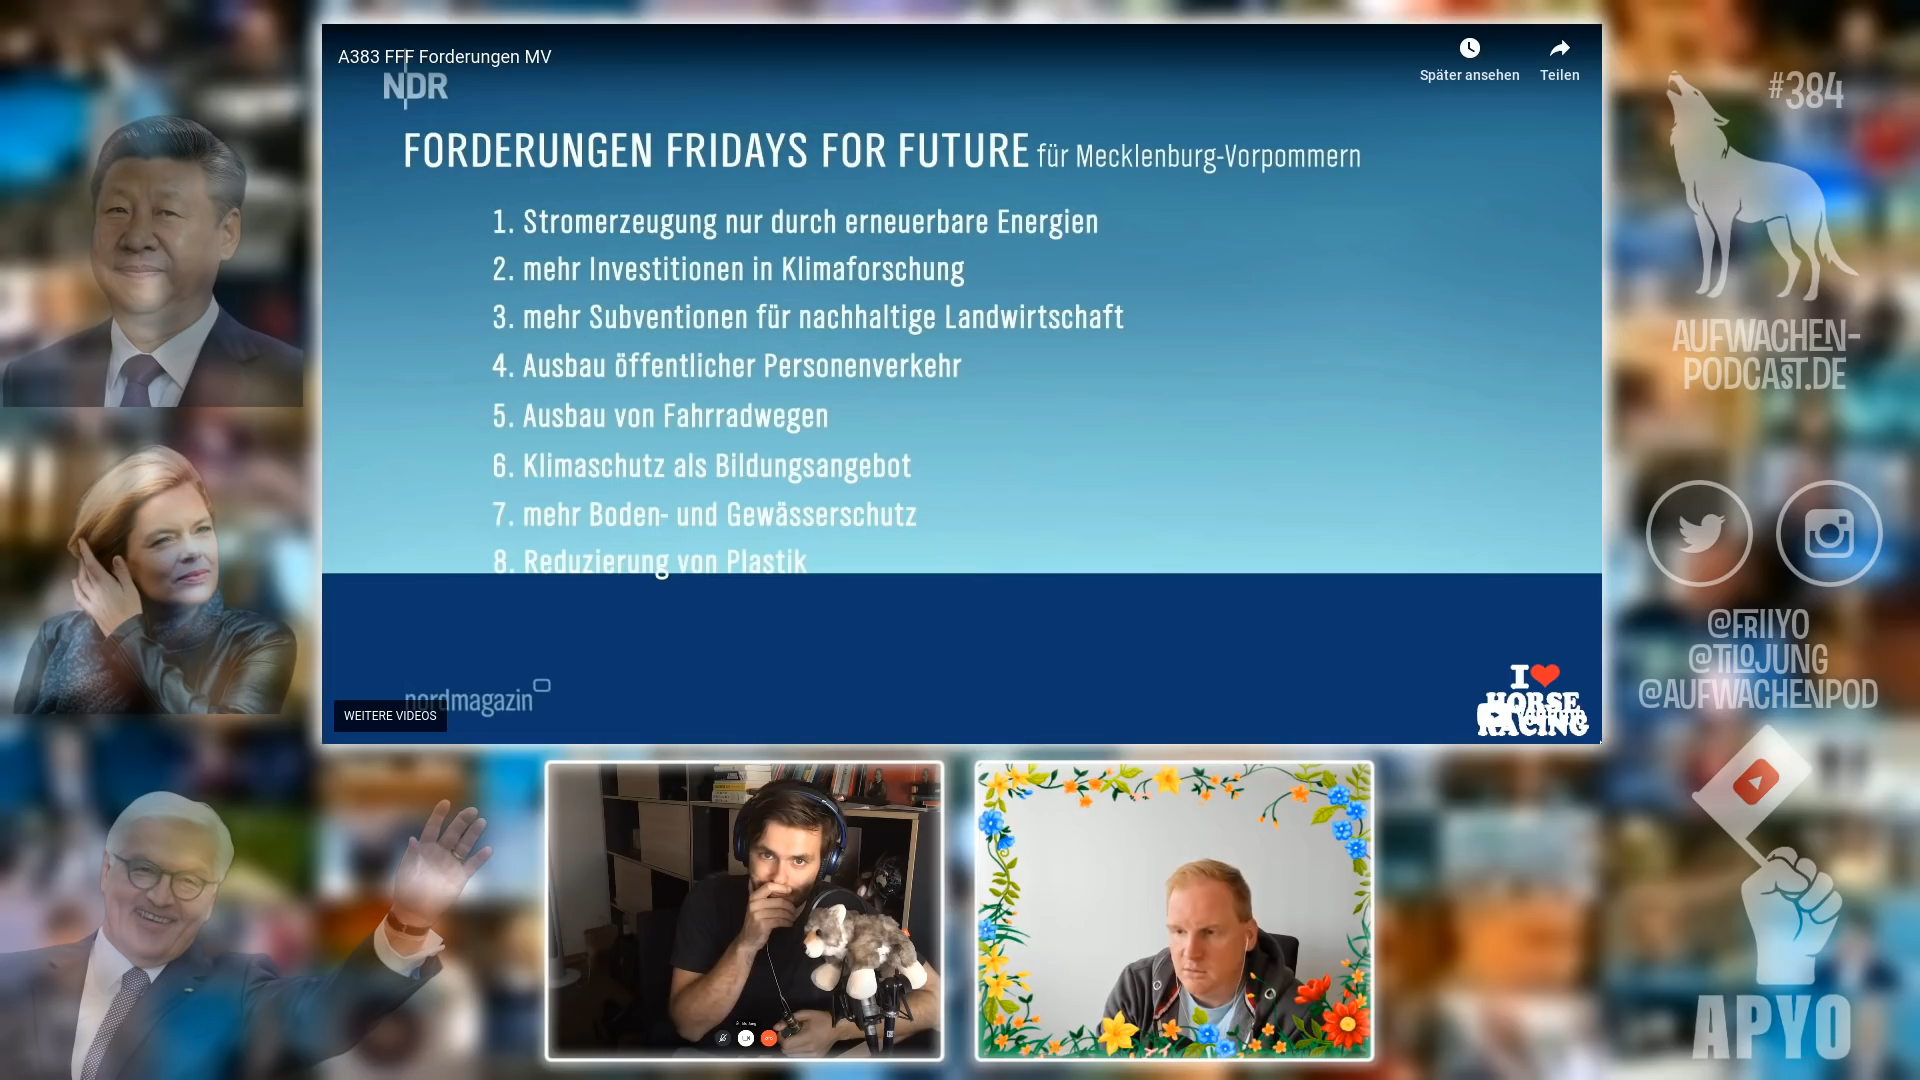 A383 FFF Forderungen MV
Später ansehen
Teilen
NDR
FORDERUNGEN FRIDAYS FOR FUTURE für Mecklenburg-Vorpommern
1. Stromerzeugung nur durch erneuerbare Energien
2. mehr Investitionen in Klimaforschung
3. mehr Subventionen für nachhaltige Landwirtschaft
4. Ausbau öffentlicher Personenverkehr
5. Ausbau von Fahrradwegen
6. Klimaschutz als Bildungsangebot
7. mehr Boden- und Gewässerschutz
8. Reduzierung von Plastik
nordmagazin
WEITERE VIDEOS
I
HORSE
RACING
#384
AUFWACHEN-
PODCAST.DE
@FRIIYO
@TILOJUNG
@AUFWACHENPOD
APYO